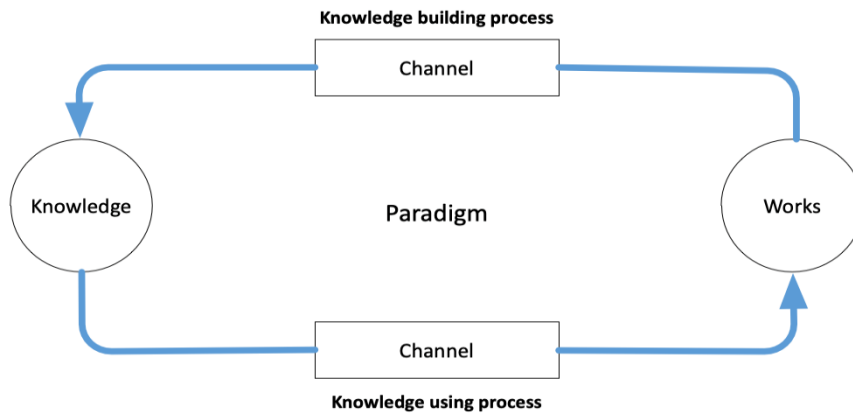 Knowledge building process
Channel
Knowledge
Paradigm
Works
Channel
Knowledge using process